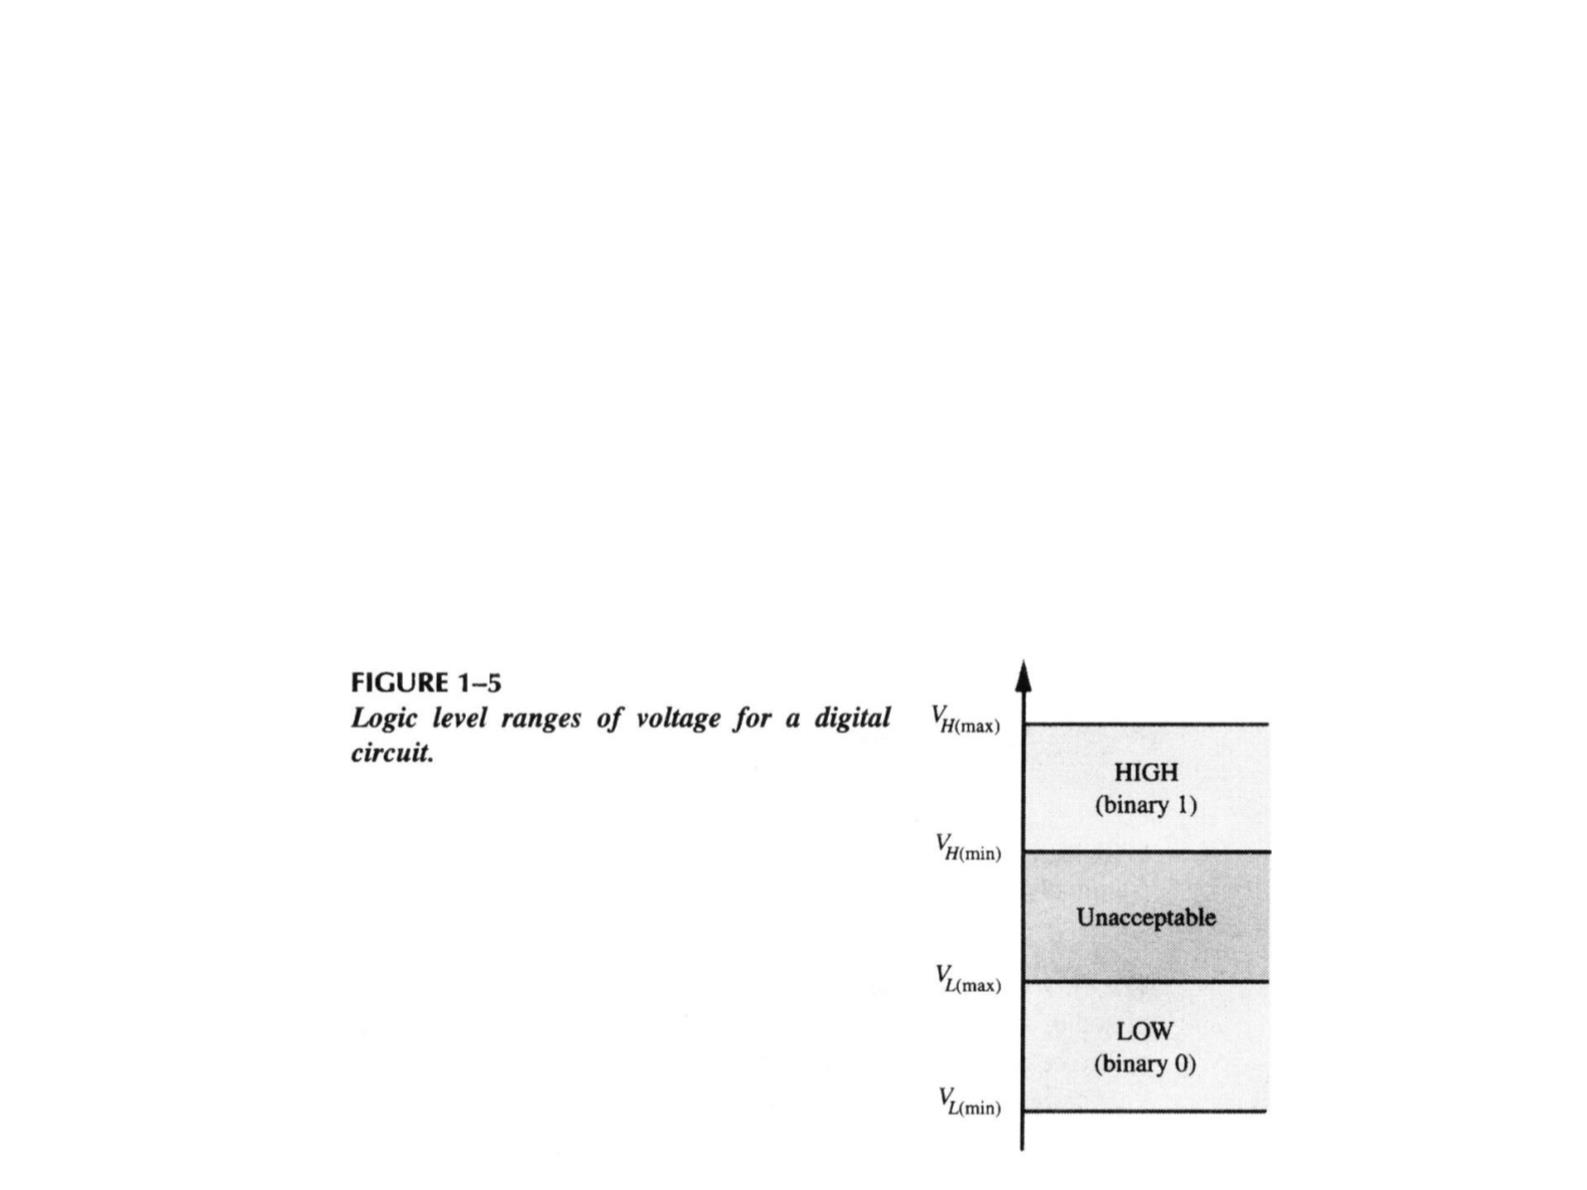 FIGURE 1–5
Logic level ranges of voltage for a digital
circuit.
VH(max)
HIGH
(binary 1)
VH(min)
Unacceptable
VL(max)
LOW
(binary 0)
VL(min)